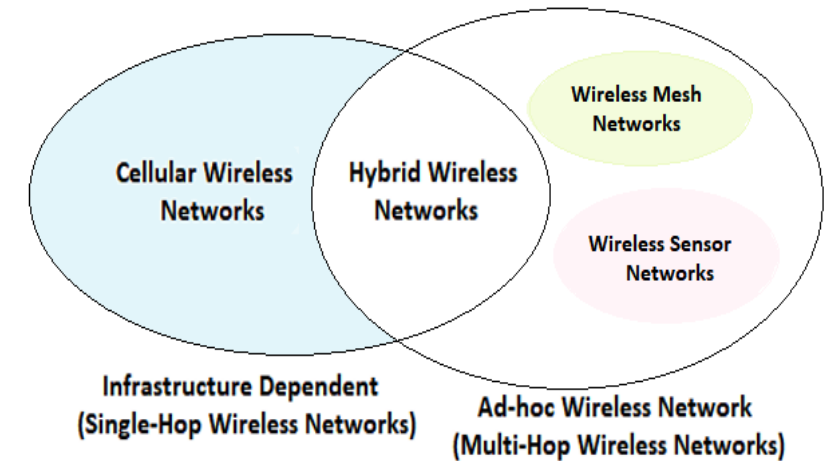 Cellular Wireless
Networks
Hybrid Wireless
Networks
Wireless Mesh
Networks
Wireless Sensor
Networks
Infrastructure Dependent
(Single-Hop Wireless Networks)
Ad-hoc Wireless Network
(Multi-Hop Wireless Networks)